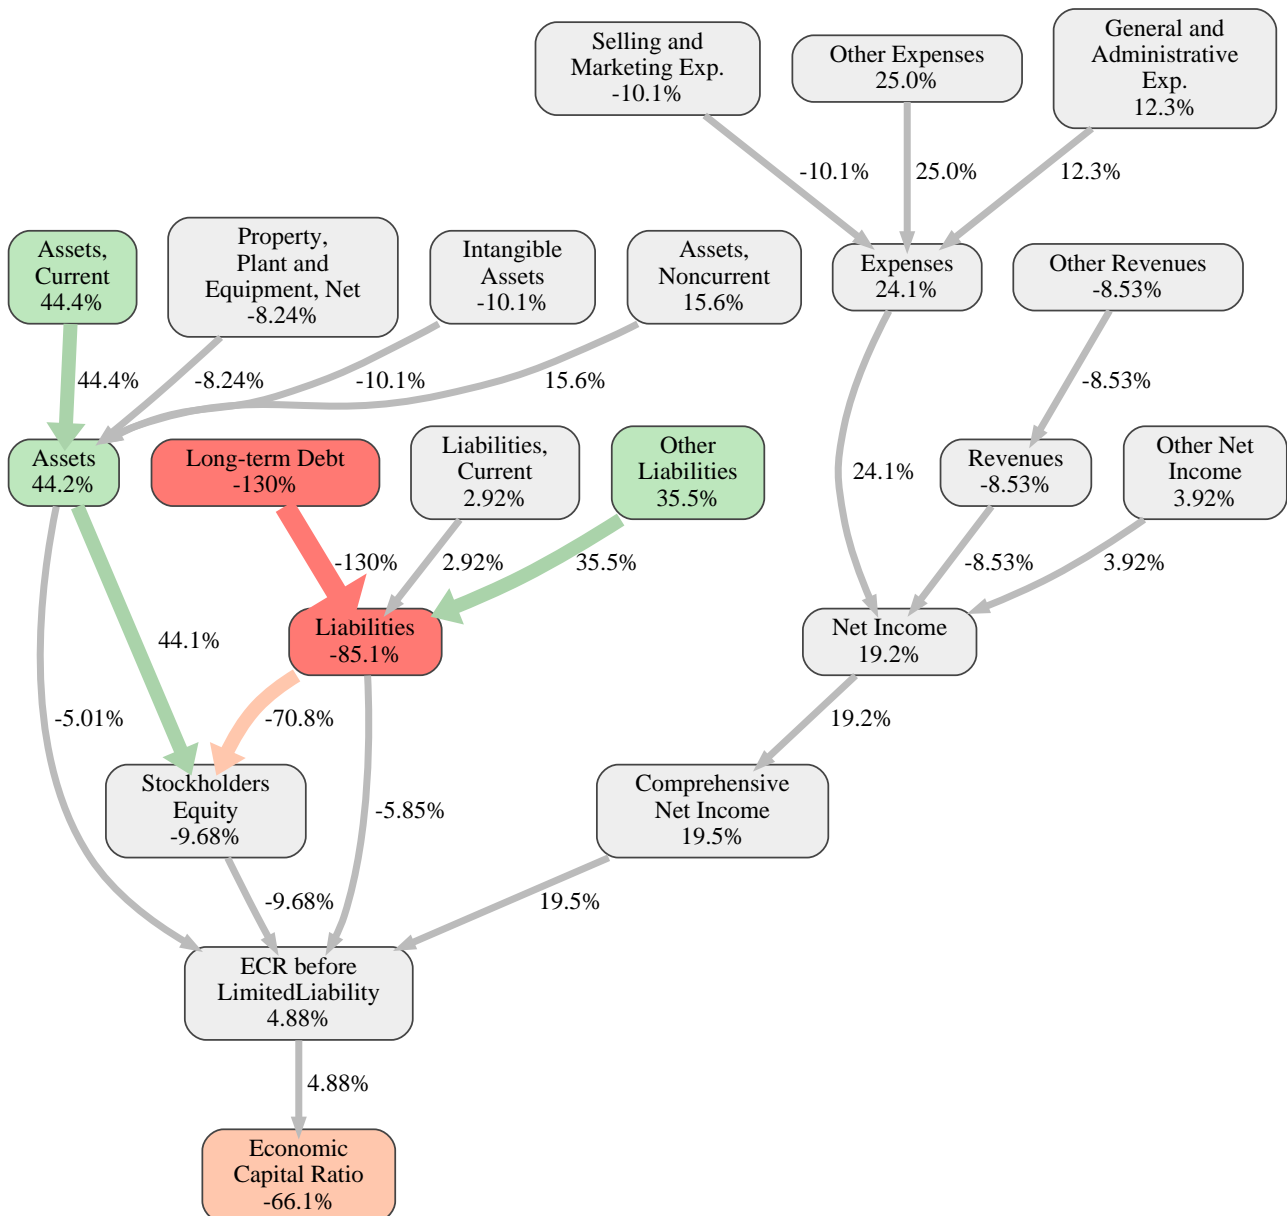 Selling and
Marketing Exp.
-10.1%
Other Expenses
25.0%
General and
Administrative
Exp.
12.3%
-10.1%
25.0%
12.3%
Assets,
Current
44.4%
Property,
Plant and
Equipment, Net
-8.24%
Intangible
Assets
-10.1%
Assets,
Noncurrent
15.6%
Expenses
24.1%
Other Revenues
-8.53%
44.4%
-8.24%
-10.1%
15.6%
-8.53%
Assets
44.2%
Long-term Debt
-130%
Liabilities,
Current
2.92%
Other
Liabilities
35.5%
24.1%
Revenues
-8.53%
Other Net
Income
3.92%
-130%
2.92%
35.5%
-8.53%
3.92%
44.1%
Liabilities
-85.1%
Net Income
19.2%
-5.01%
-70.8%
19.2%
Stockholders
Equity
-9.68%
-5.85%
Comprehensive
Net Income
19.5%
-9.68%
19.5%
ECR before
LimitedLiability
4.88%
4.88%
Economic
Capital Ratio
-66.1%